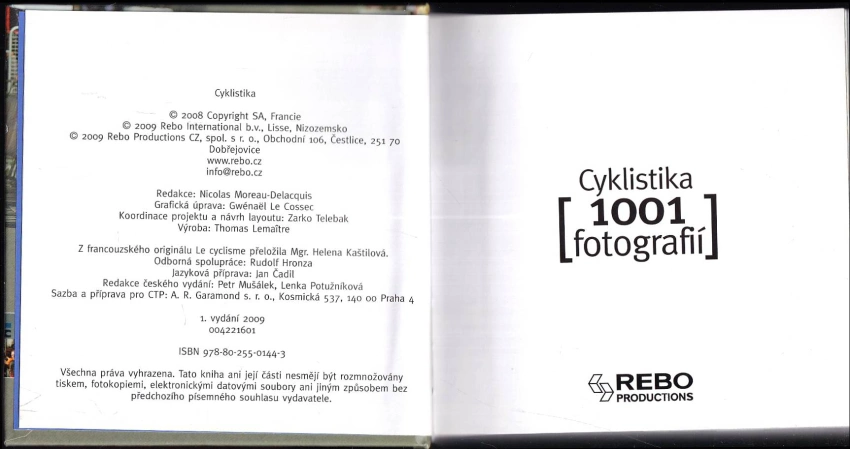 Cyklistika
© 2008 Copyright SA, Francie
© 2009 Rebo International b.v., Lisse, Nizozemsko
© 2009 Rebo Productions CZ, spol. s r. o., Obchodní 106, Čestlice, 251 70
Dobřejovice
www.rebo.cz
info@rebo.cz
Redakce: Nicolas Moreau-Delacquis
Grafická úprava: Gwénaël Le Cossec
Koordinace projektu a návrh layoutu: Zarko Telebak
Výroba: Thomas Lemaître
Z francouzského originálu Le cyclisme přeložila Mgr. Helena Kaštilová.
Odborná spolupráce: Rudolf Hronza
Jazyková příprava: Jan Čadil
Redakce českého vydání: Petr Mušálek, Lenka Potužníková
Sazba a příprava pro CTP: A. R. Garamond s. r. o., Kosmická 537, 140 00 Praha 4
1. vydání 2009
004221601
ISBN 978-80-255-0144-3
Všechna práva vyhrazena. Tato kniha ani její části nesmějí být rozmnožovány
tiskem, fotokopiemi, elektronickými datovými soubory ani jiným způsobem bez
předchozího písemného souhlasu vydavatele.
Cyklistika
[1001
fotografií]
REBO
PRODUCTIONS